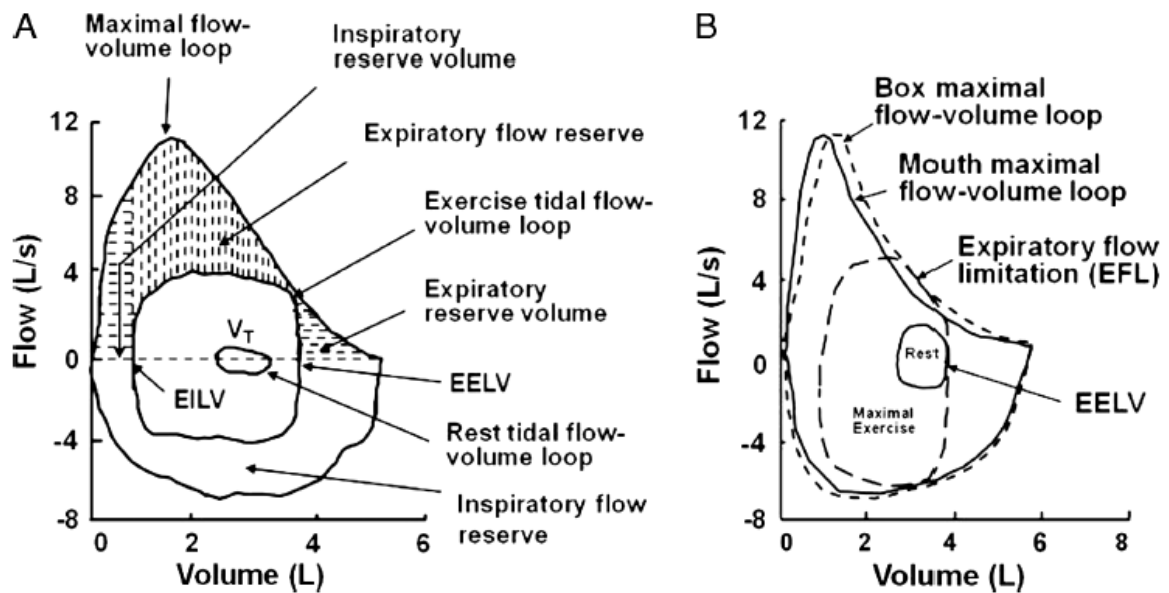 A
Maximal flow-
volume loop
Inspiratory
reserve volume
Expiratory flow reserve
Exercise tidal flow-
volume loop
Expiratory
reserve volume
EELV
Rest tidal flow-
volume loop
Inspiratory flow
reserve
VT
EILV
12
8
4
0
-4
-8
Flow (L/s)
0 2 4 6
Volume (L)
B
Box maximal
flow-volume loop
Mouth maximal
flow-volume loop
Expiratory flow
limitation (EFL)
EELV
Rest
Maximal
Exercise
12
8
4
0
-4
-8
Flow (L/s)
0 2 4 6 8
Volume (L)